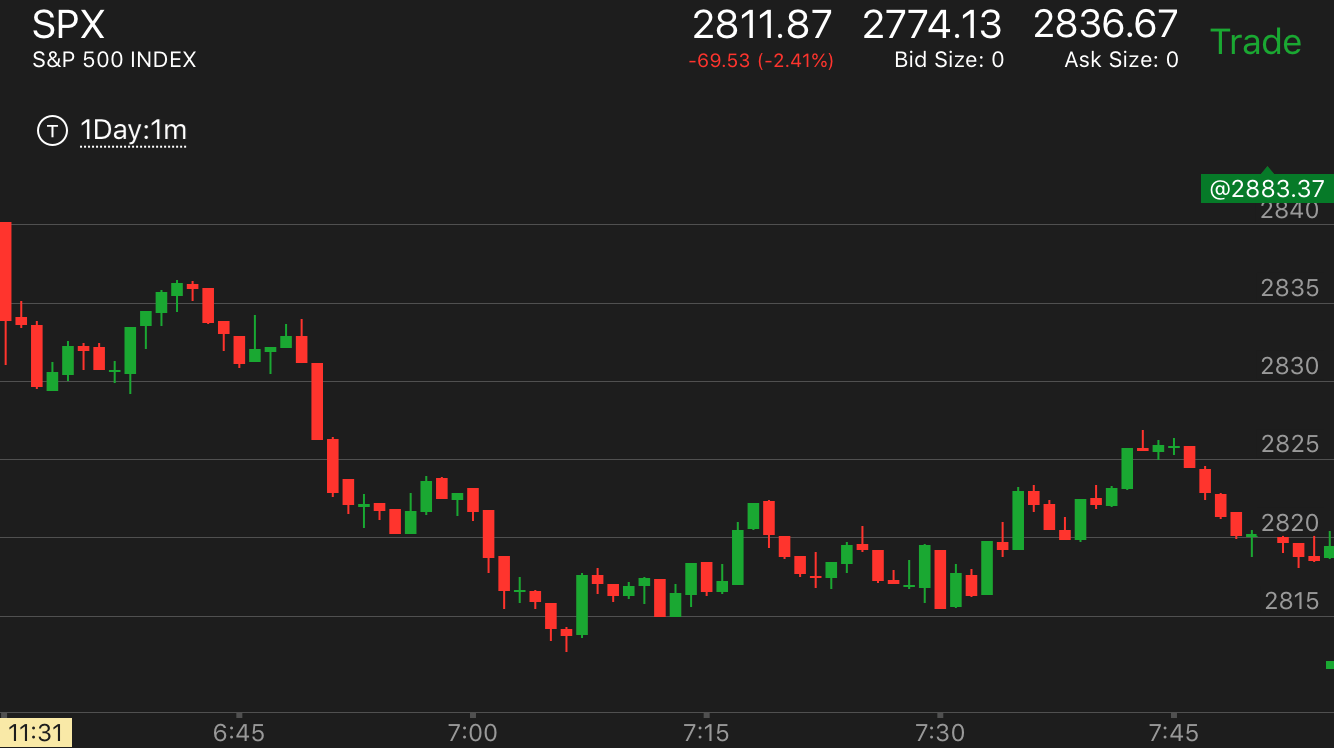 SPX
S&P 500 INDEX
2811.87
-69.53 (-2.41%)
2774.13
Bid Size: 0
2836.67
Ask Size: 0
Trade
T 1Day:1m
@2883.37
2840
2835
2830
2825
2820
2815
11:31 6:45 7:00 7:15 7:30 7:45